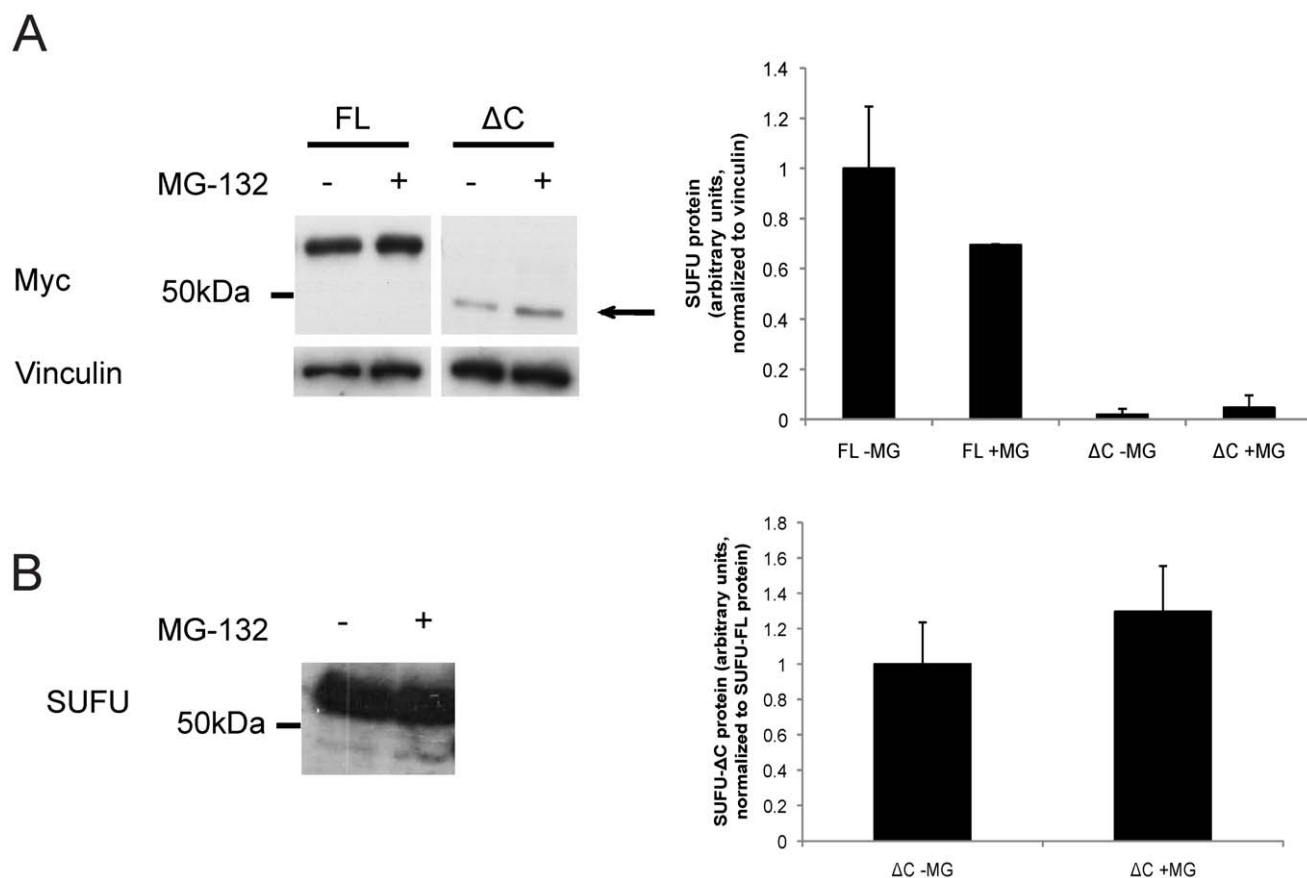 A
FL ΔC
MG-132 - + - +
Myc
50kDa
Vinculin
SUFU protein
(arbitrary units,
normalized to vinculin)
1.4
1.2
1
0.8
0.6
0.4
0.2
0
FL -MG FL +MG ΔC -MG ΔC +MG
B
MG-132 - +
SUFU
50kDa
SUFU-ΔC protein (arbitrary units,
normalized to SUFU-FL protein)
1.8
1.6
1.4
1.2
1
0.8
0.6
0.4
0.2
0
ΔC -MG ΔC +MG